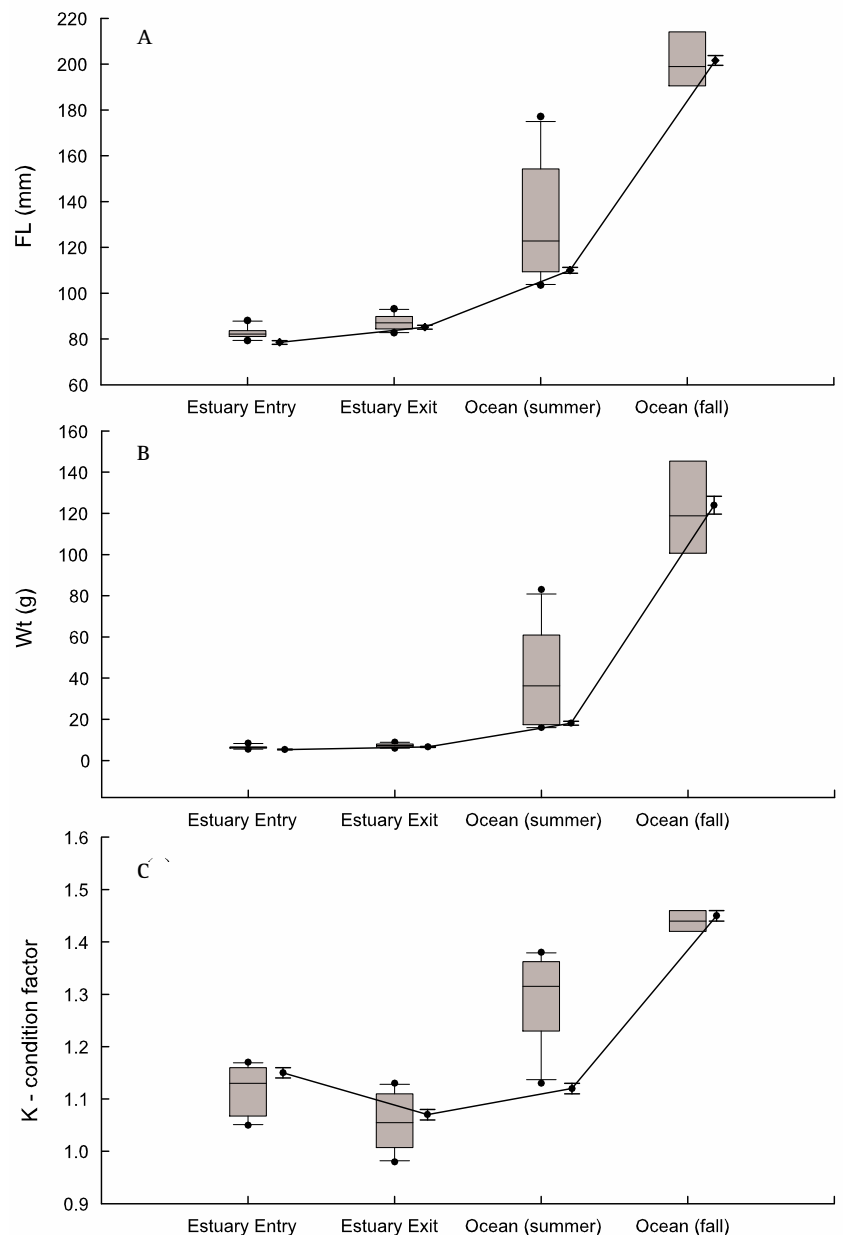 A
220
200
180
160
140
120
100
80
60
FL (mm)
Estuary Entry Estuary Exit Ocean (summer) Ocean (fall)
B
160
140
120
100
80
60
40
20
0
Wt (g)
Estuary Entry Estuary Exit Ocean (summer) Ocean (fall)
C
1.6
1.5
1.4
1.3
1.2
1.1
1.0
0.9
K - condition factor
Estuary Entry Estuary Exit Ocean (summer) Ocean (fall)